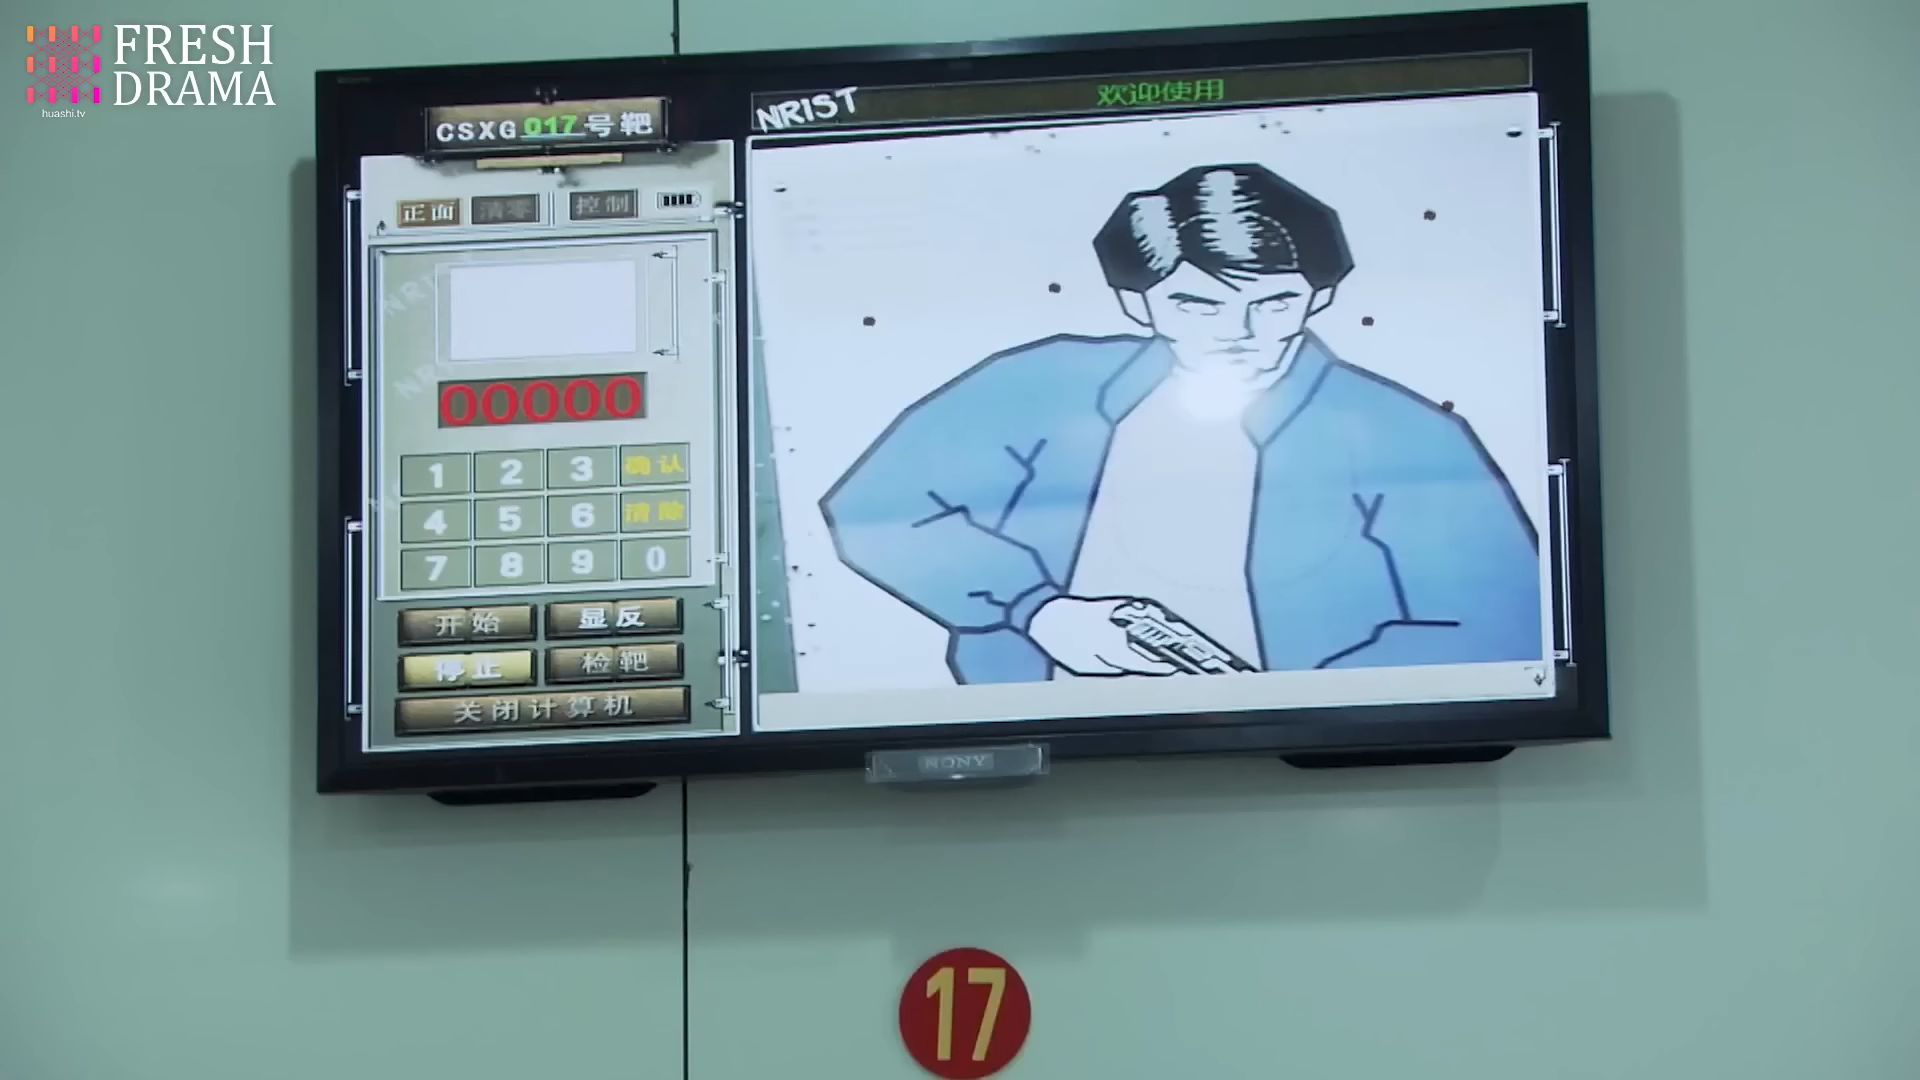 FRESH
DRAMA
huashi.tv
CSXG 017 号靶
NRIST
欢迎使用
正面 清零 控制
00000
1 2 3 确认
4 5 6 清除
7 8 9 0
开始 显反
停止 检靶
关闭计算机
17